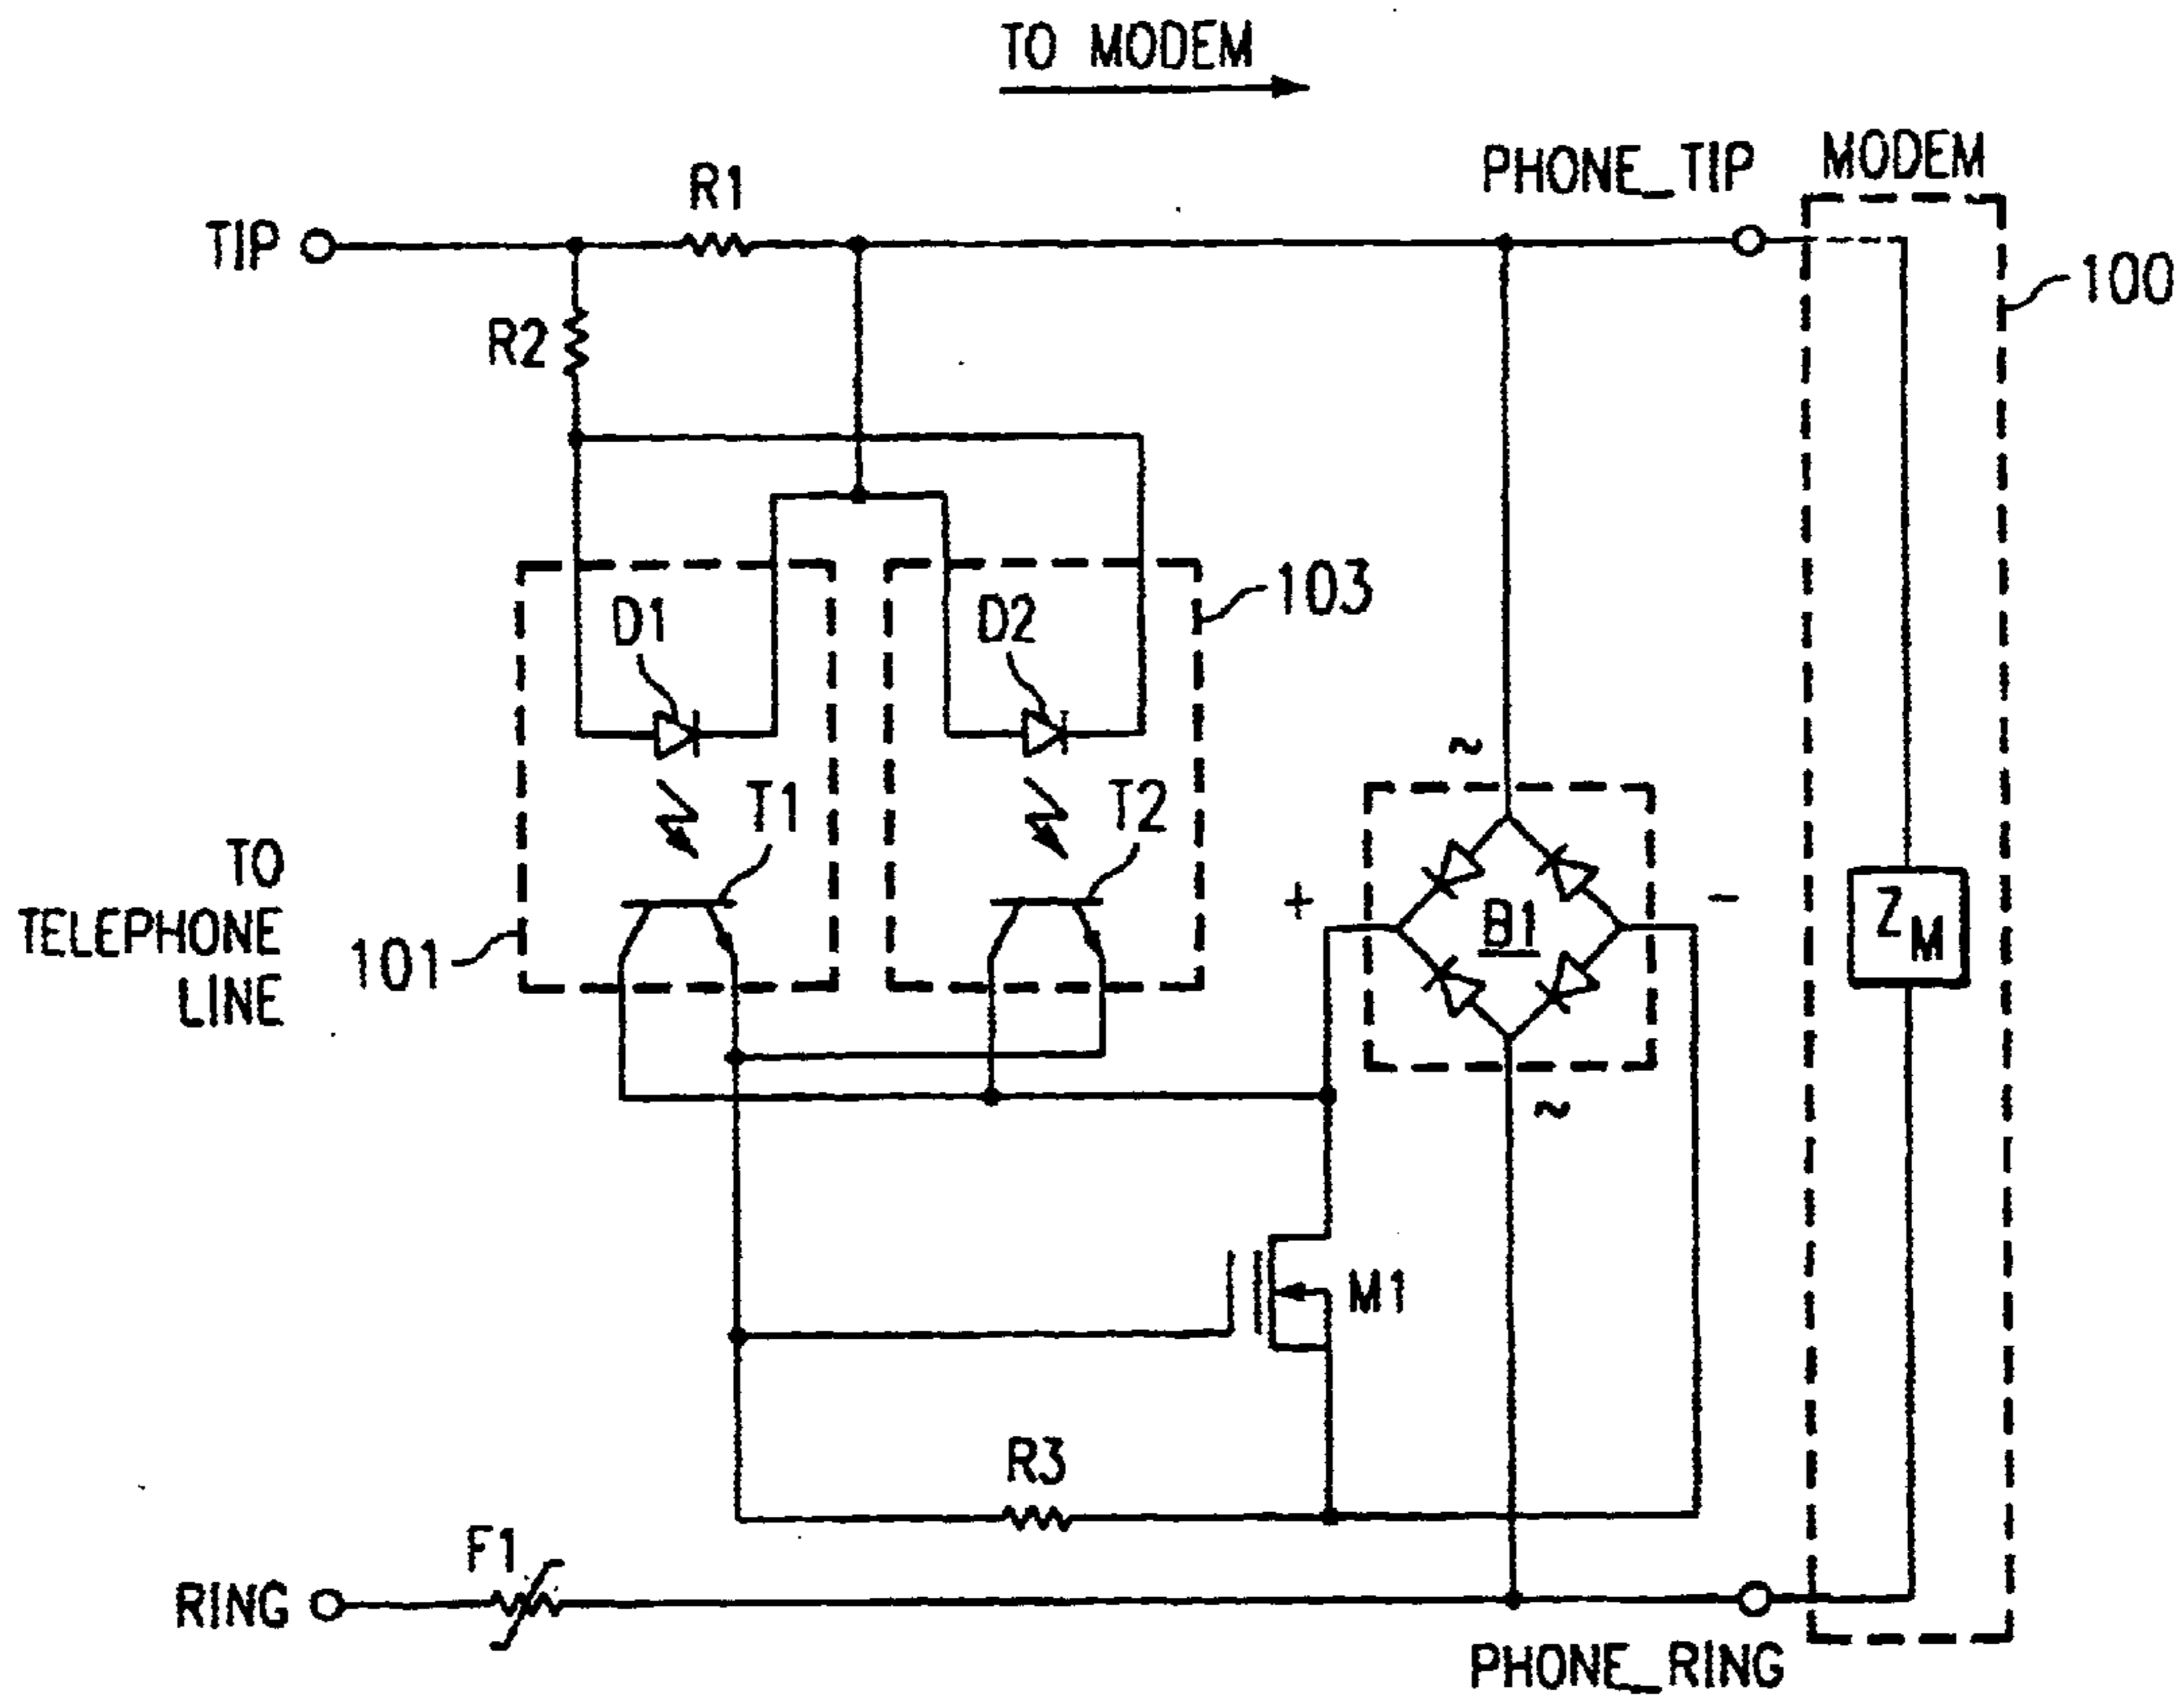 TO MODEM
PHONE_TIP
MODEM
R1
TIP
100
R2
103
D1
D2
T1
T2
~
TO
TELEPHONE
LINE
101
+
B1
-
ZM
~
M1
R3
F1
RING
PHONE_RING